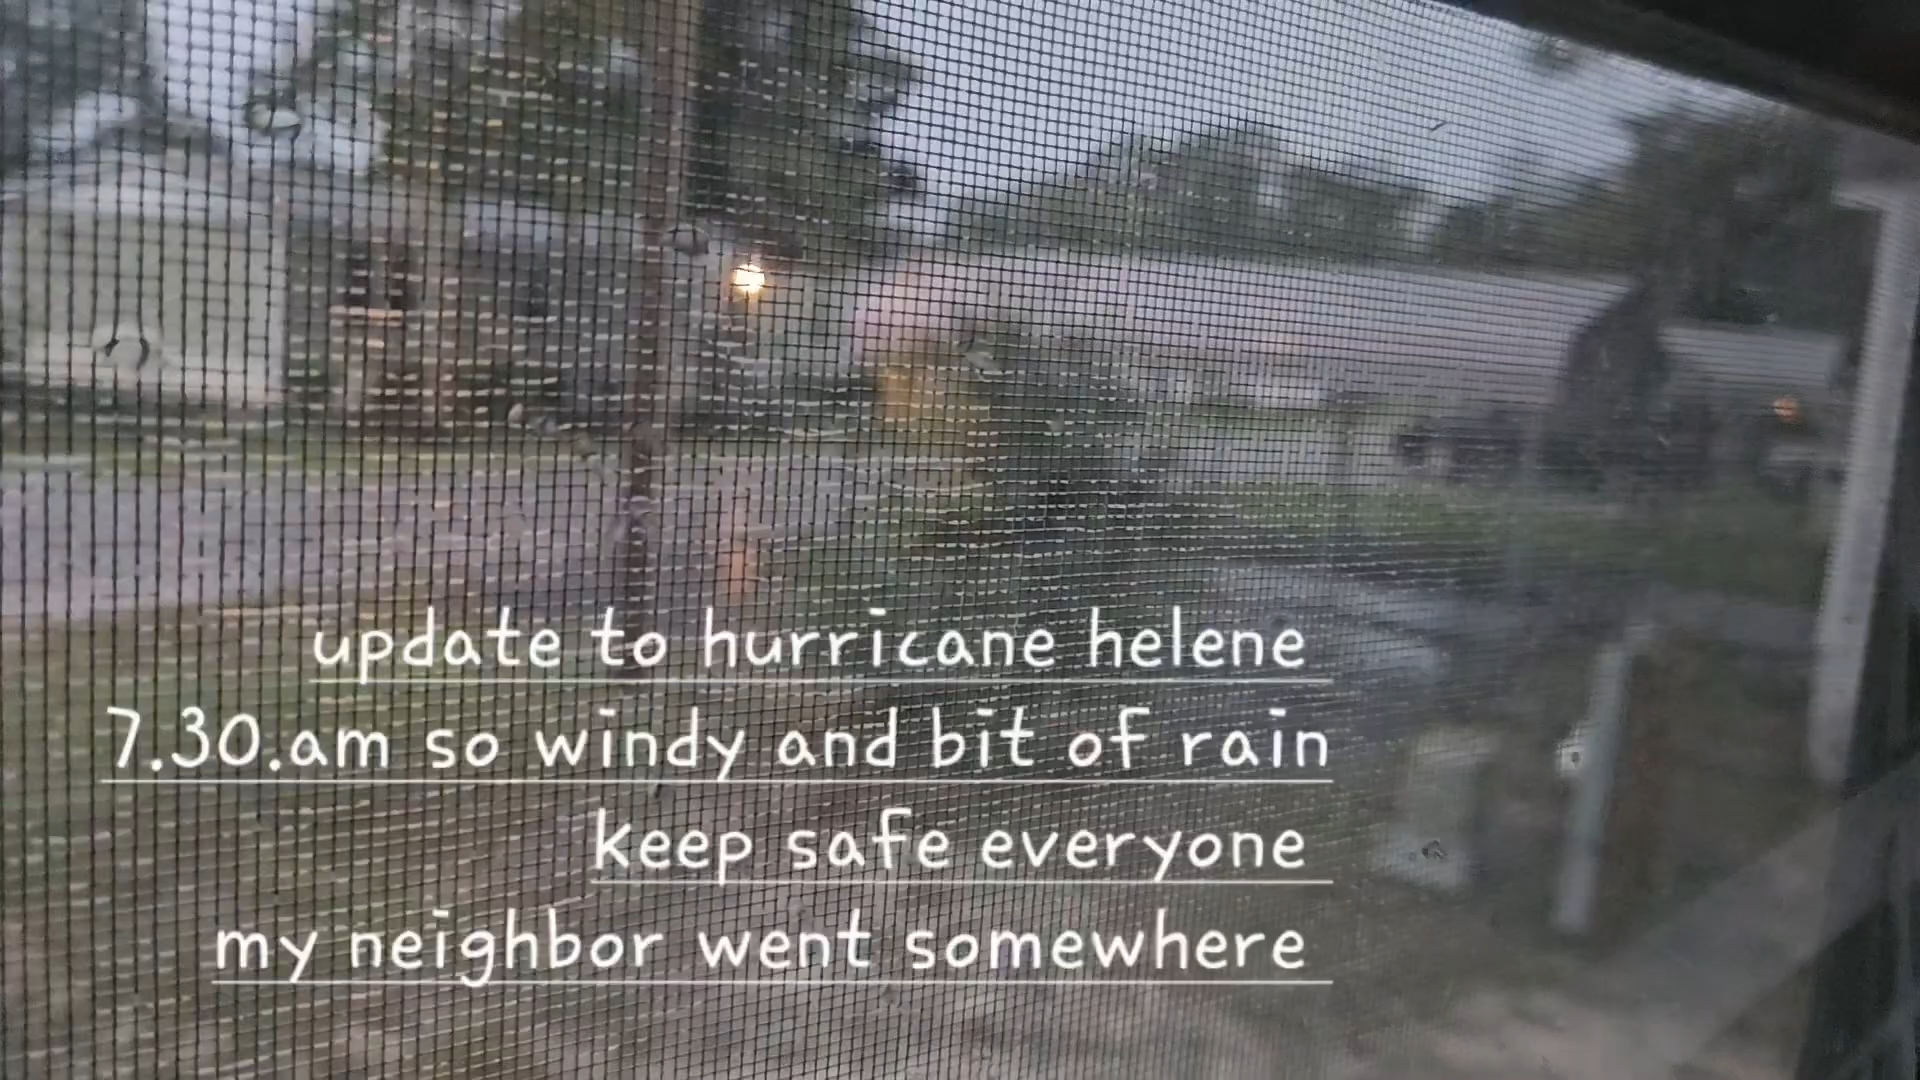 update to hurricane helene
7.30.am so windy and bit of rain
keep safe everyone
my neighbor went somewhere